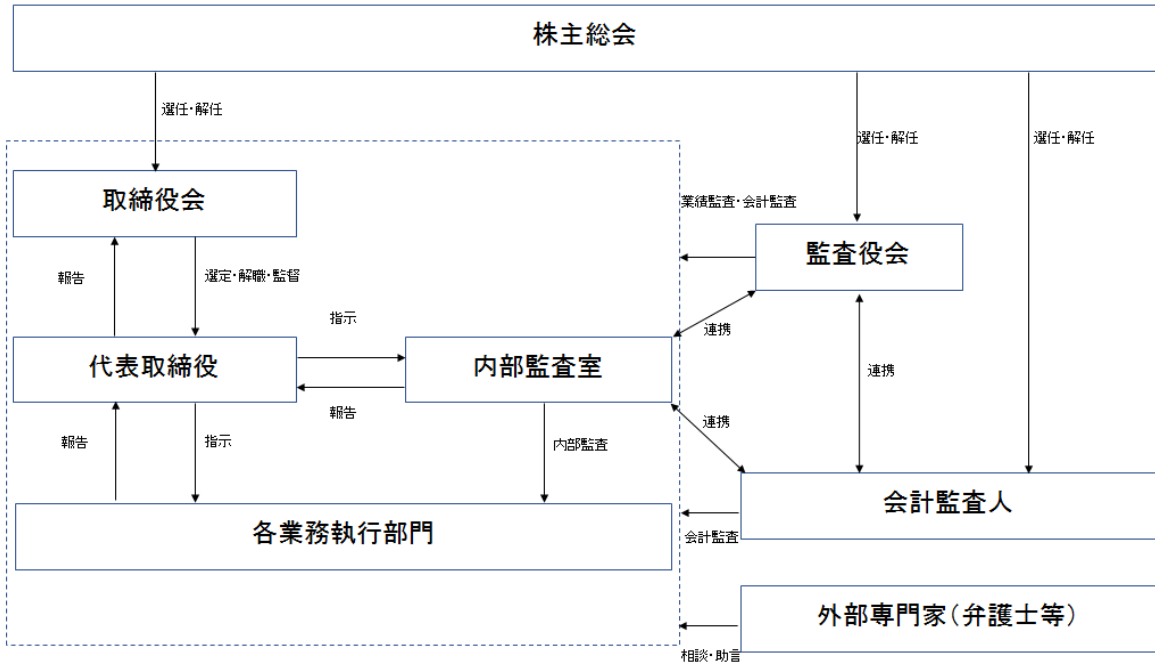 株主総会
選任・解任
選任・解任
選任・解任
取締役会
業績監査・会計監査
監査役会
報告
選定・解職・監督
指示
連携
代表取締役
内部監査室
連携
報告
連携
報告
指示
内部監査
会計監査人
各業務執行部門
会計監査
外部専門家(弁護士等)
相談・助言